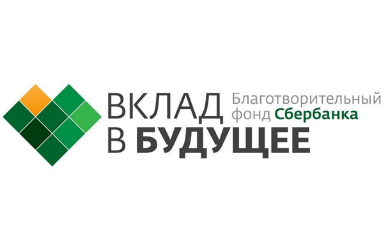 ВКЛАД
В БУДУЩЕЕ
Благотворительный
фонд Сбербанка